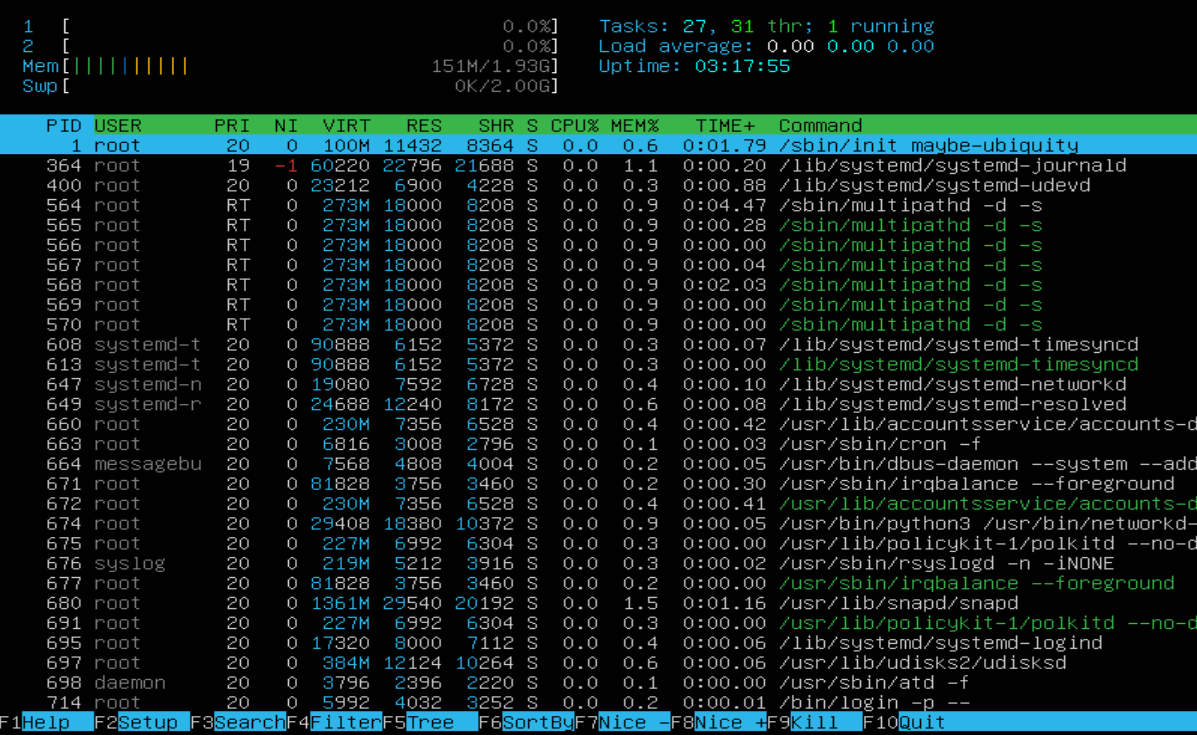 1  [                                    0.0%]   Tasks: 27, 31 thr; 1 running
2  [                                    0.0%]   Load average: 0.00 0.00 0.00
Mem[||||||||||                    151M/1.93G]   Uptime: 03:17:55
Swp[                                0K/2.00G]
PID USER      PRI  NI  VIRT   RES   SHR S CPU% MEM%   TIME+  Command
1 root       20   0  100M 11432  8364 S  0.0  0.6  0:01.79 /sbin/init maybe-ubiquity
364 root       19  -1 60220 22796 21688 S  0.0  1.1  0:00.20 /lib/systemd/systemd-journald
400 root       20   0 23212  6900  4228 S  0.0  0.3  0:00.88 /lib/systemd/systemd-udevd
564 root       RT   0  273M 18000  8208 S  0.0  0.9  0:04.47 /sbin/multipathd -d -s
565 root       RT   0  273M 18000  8208 S  0.0  0.9  0:00.28 /sbin/multipathd -d -s
566 root       RT   0  273M 18000  8208 S  0.0  0.9  0:00.00 /sbin/multipathd -d -s
567 root       RT   0  273M 18000  8208 S  0.0  0.9  0:00.04 /sbin/multipathd -d -s
568 root       RT   0  273M 18000  8208 S  0.0  0.9  0:02.03 /sbin/multipathd -d -s
569 root       RT   0  273M 18000  8208 S  0.0  0.9  0:00.00 /sbin/multipathd -d -s
570 root       RT   0  273M 18000  8208 S  0.0  0.9  0:00.00 /sbin/multipathd -d -s
608 systemd-t  20   0 90888  6152  5372 S  0.0  0.3  0:00.07 /lib/systemd/systemd-timesyncd
613 systemd-t  20   0 90888  6152  5372 S  0.0  0.3  0:00.00 /lib/systemd/systemd-timesyncd
647 systemd-n  20   0 19080  7592  6728 S  0.0  0.4  0:00.10 /lib/systemd/systemd-networkd
649 systemd-r  20   0 24688 12240  8172 S  0.0  0.6  0:00.08 /lib/systemd/systemd-resolved
660 root       20   0  230M  7356  6528 S  0.0  0.4  0:00.42 /usr/lib/accountsservice/accounts-d
663 root       20   0  6816  3008  2796 S  0.0  0.1  0:00.03 /usr/sbin/cron -f
664 messagebu  20   0  7568  4808  4004 S  0.0  0.2  0:00.05 /usr/bin/dbus-daemon --system --add
671 root       20   0 81828  3756  3460 S  0.0  0.2  0:00.30 /usr/sbin/irqbalance --foreground
672 root       20   0  230M  7356  6528 S  0.0  0.4  0:00.41 /usr/lib/accountsservice/accounts-d
674 root       20   0 29408 18380 10372 S  0.0  0.9  0:00.05 /usr/bin/python3 /usr/bin/networkd-
675 root       20   0  227M  6992  6304 S  0.0  0.3  0:00.00 /usr/lib/policykit-1/polkitd --no-d
676 syslog     20   0  219M  5212  3916 S  0.0  0.3  0:00.02 /usr/sbin/rsyslogd -n -iNONE
677 root       20   0 81828  3756  3460 S  0.0  0.2  0:00.00 /usr/sbin/irqbalance --foreground
680 root       20   0 1361M 29540 20192 S  0.0  1.5  0:01.16 /usr/lib/snapd/snapd
691 root       20   0  227M  6992  6304 S  0.0  0.3  0:00.00 /usr/lib/policykit-1/polkitd --no-d
695 root       20   0 17320  8000  7112 S  0.0  0.4  0:00.06 /lib/systemd/systemd-logind
697 root       20   0  384M 12124 10264 S  0.0  0.6  0:00.06 /usr/lib/udisks2/udisksd
698 daemon     20   0  3796  2396  2220 S  0.0  0.1  0:00.00 /usr/sbin/atd -f
714 root       20   0  5992  4032  3252 S  0.0  0.2  0:00.01 /bin/login -p --
F1Help  F2Setup F3SearchF4FilterF5Tree  F6SortByF7Nice -F8Nice +F9Kill  F10Quit